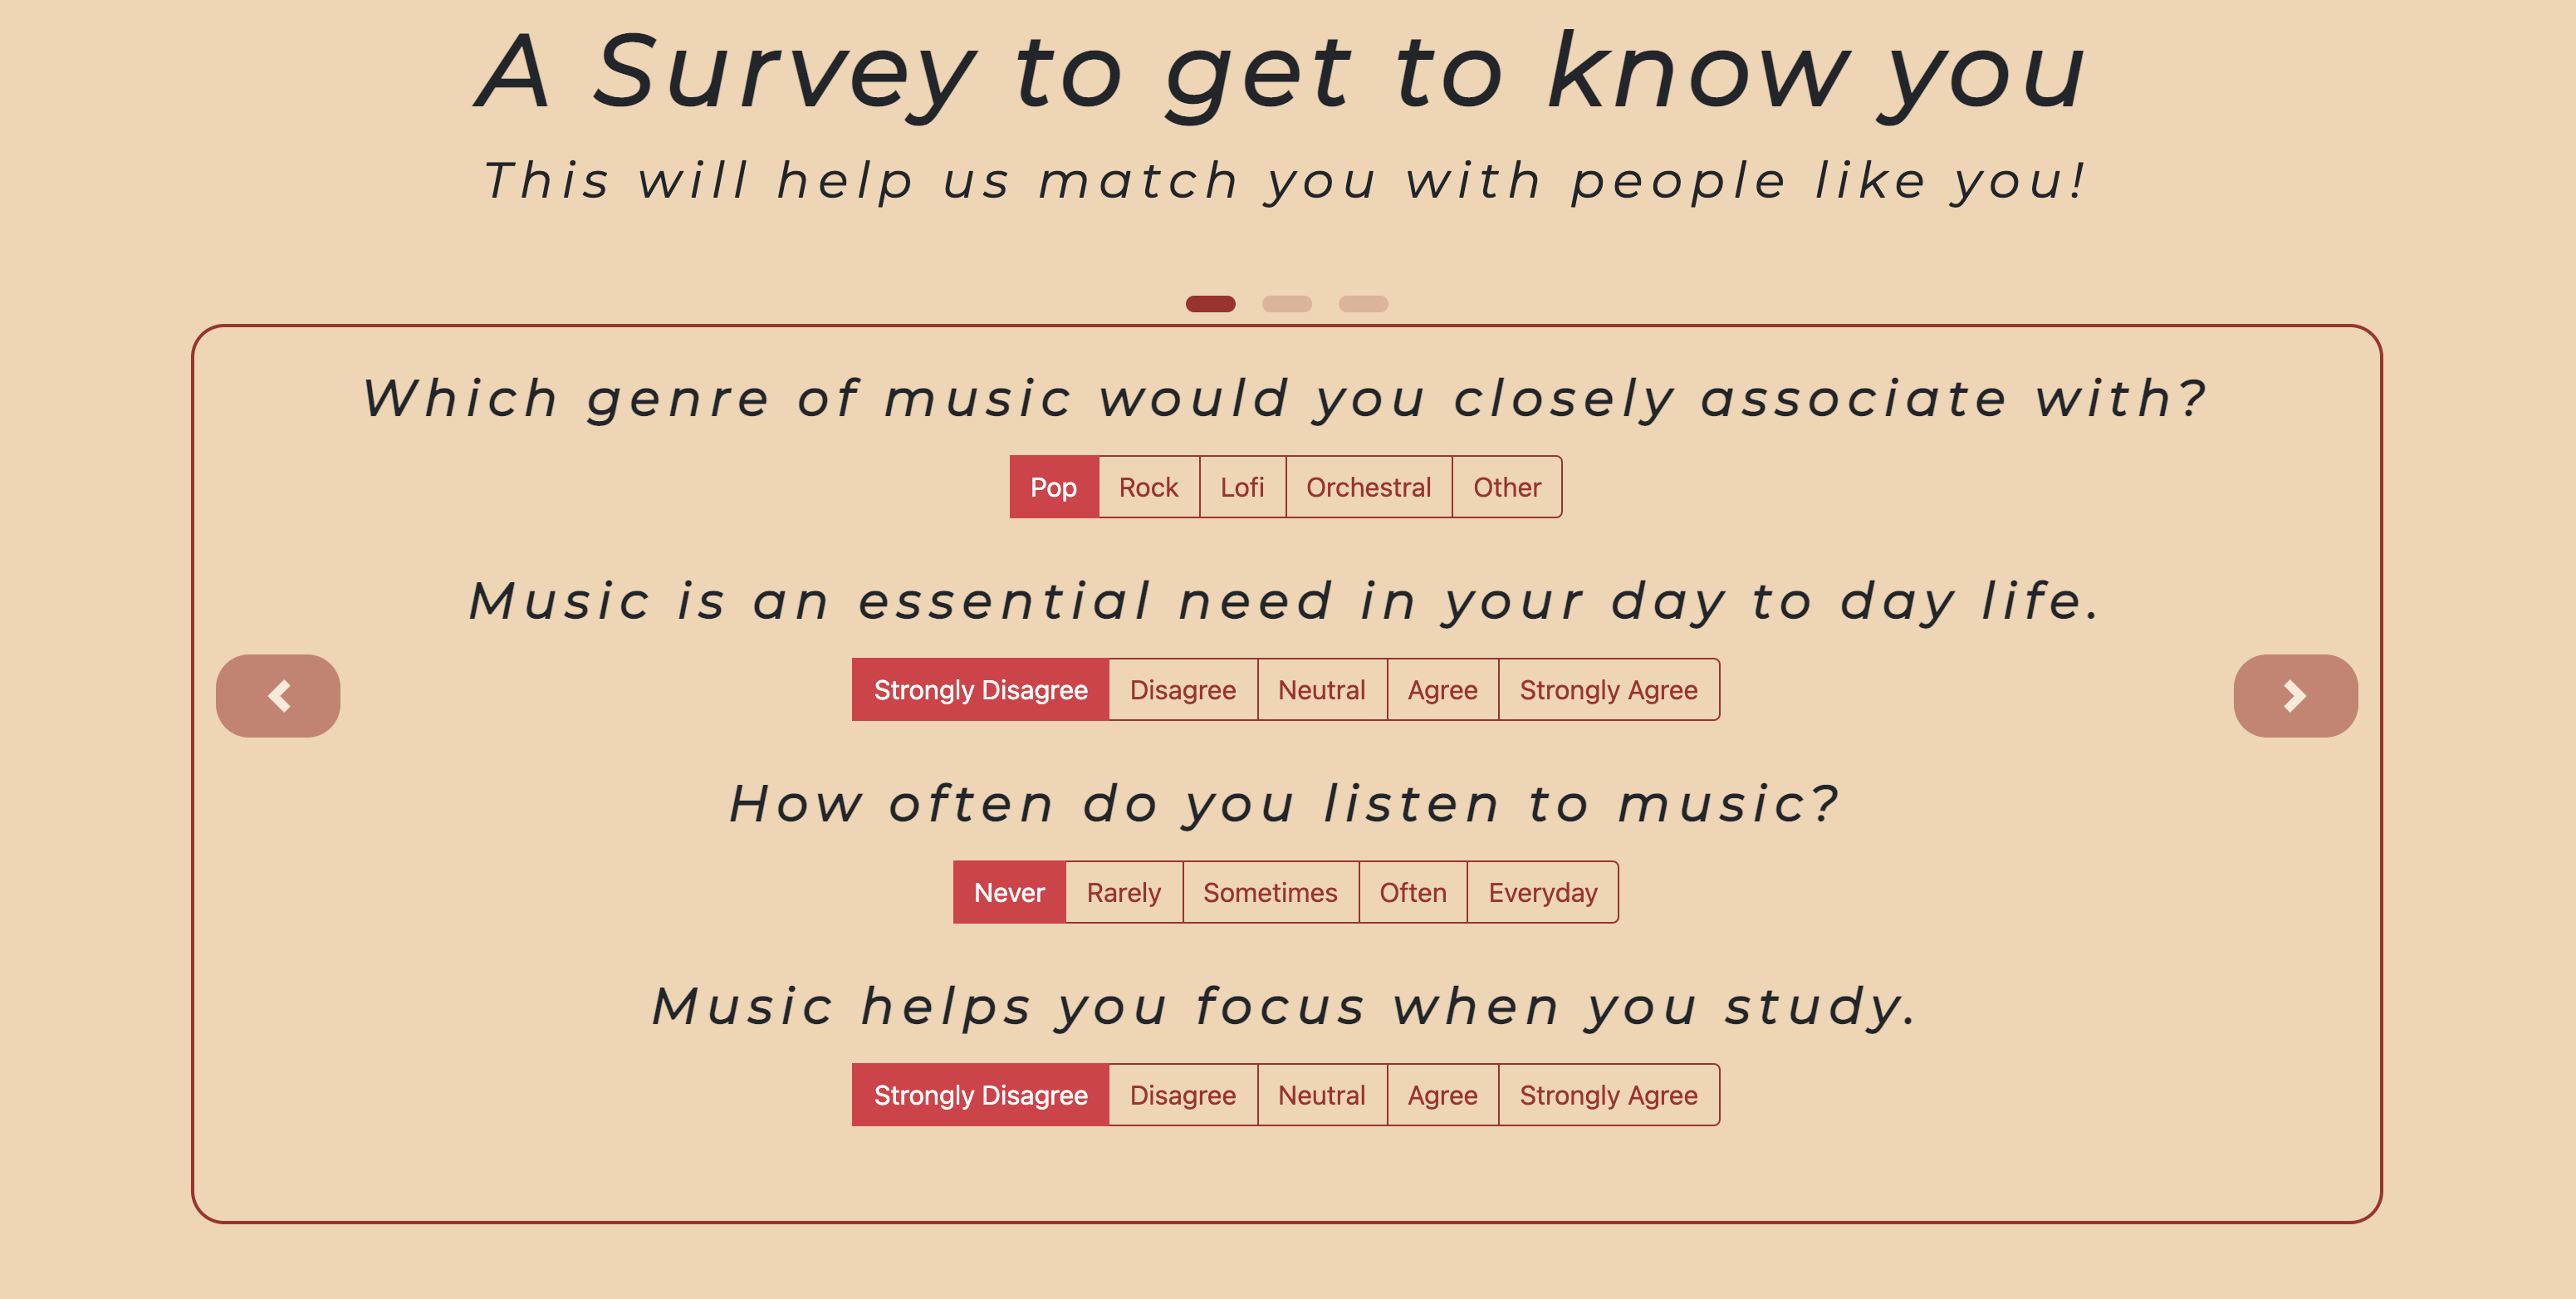 A Survey to get to know you
This will help us match you with people like you!
Which genre of music would you closely associate with?
Pop Rock Lofi Orchestral Other
Music is an essential need in your day to day life.
Strongly Disagree Disagree Neutral Agree Strongly Agree
How often do you listen to music?
Never Rarely Sometimes Often Everyday
Music helps you focus when you study.
Strongly Disagree Disagree Neutral Agree Strongly Agree